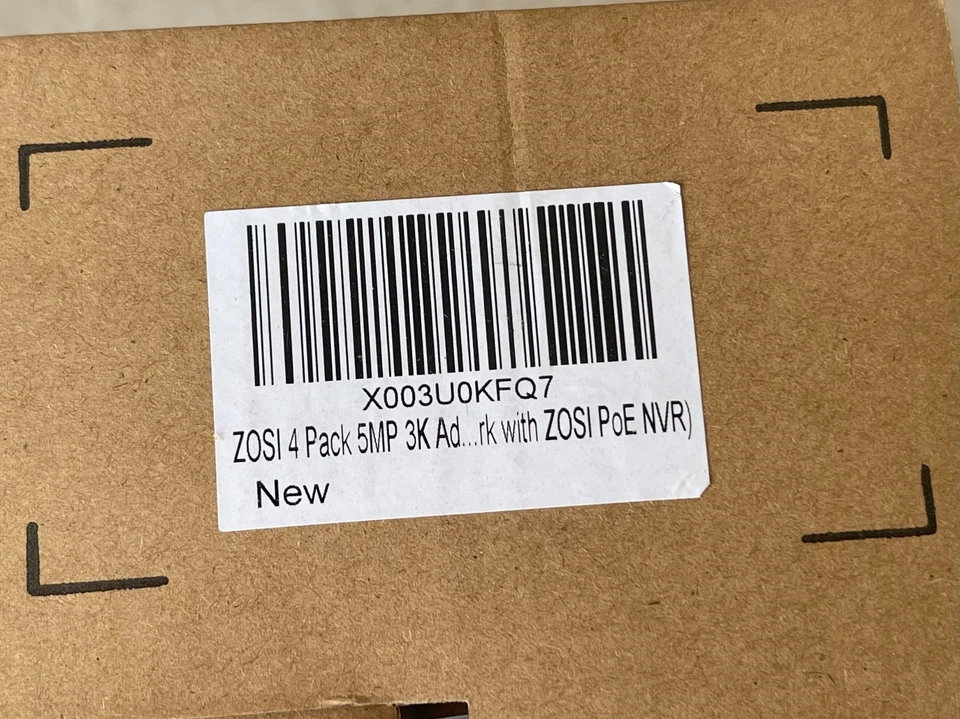 X003U0KFQ7
ZOSI 4 Pack 5MP 3K Ad...rk with ZOSI PoE NVR)
New